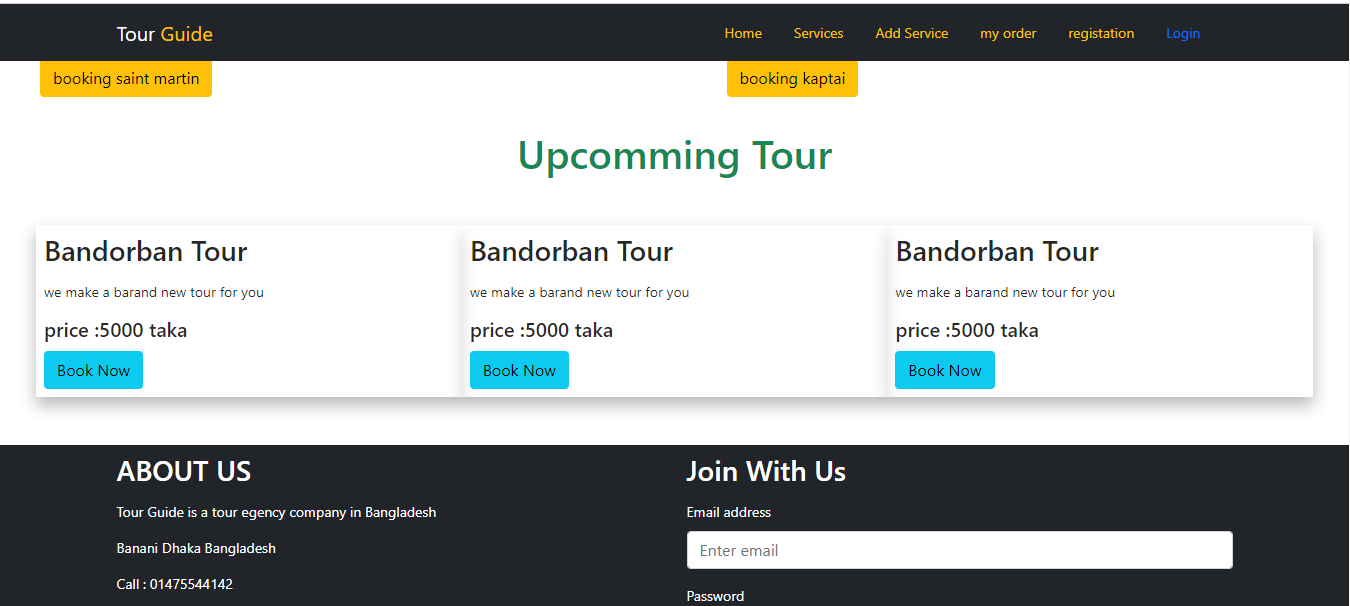 Tour Guide Home Services Add Service my order registation Login
booking saint martin booking kaptai
Upcomming Tour
Bandorban Tour Bandorban Tour Bandorban Tour
we make a barand new tour for you we make a barand new tour for you we make a barand new tour for you
price :5000 taka price :5000 taka price :5000 taka
Book Now Book Now Book Now
ABOUT US Join With Us
Tour Guide is a tour egency company in Bangladesh Email address
Banani Dhaka Bangladesh Enter email
Call : 01475544142 Password